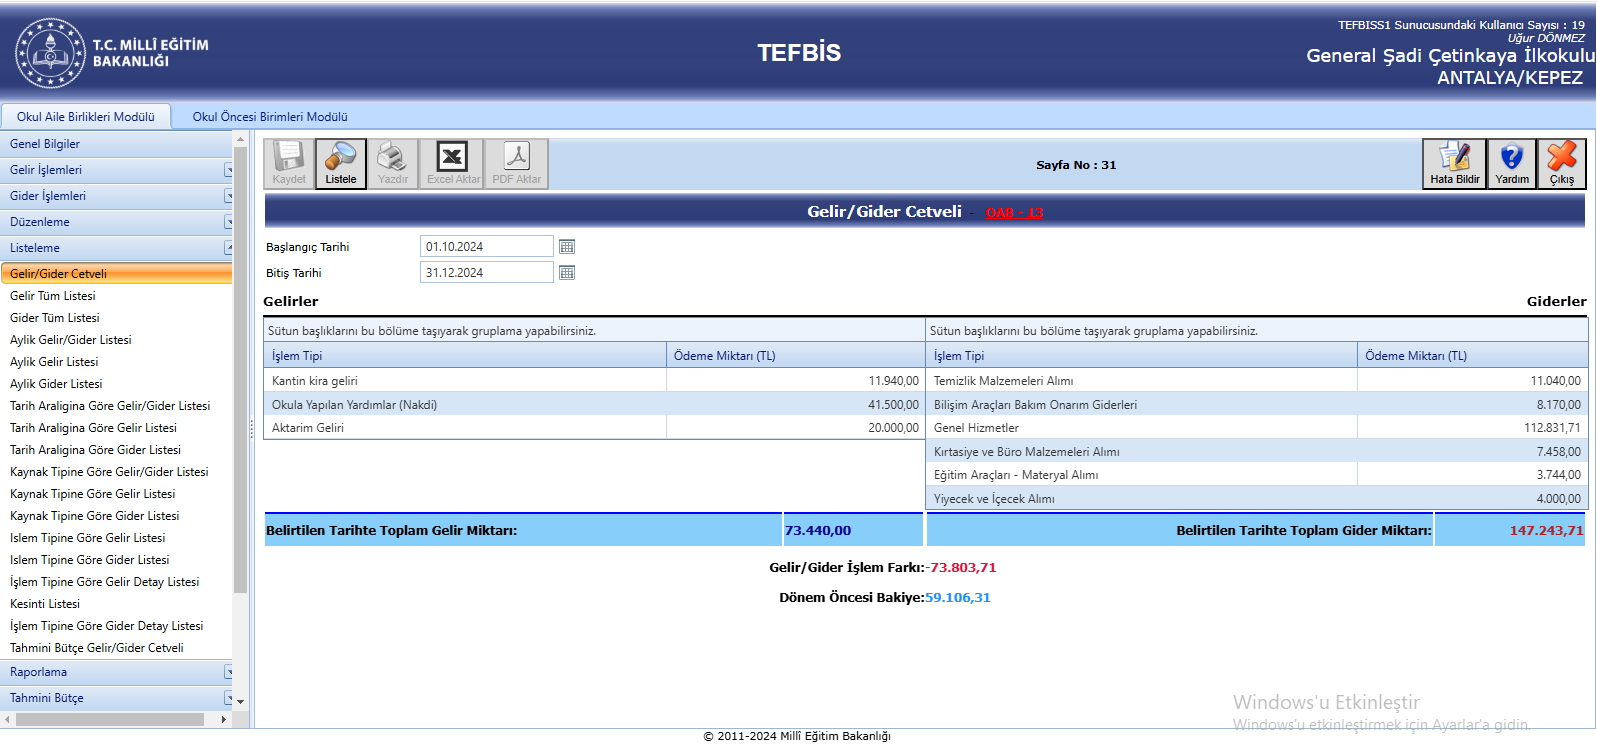 T.C. MİLLÎ EĞİTİM
BAKANLIĞI
TEFBİS
TEFBISS1 Sunucusundaki Kullanıcı Sayısı : 19
Uğur DÖNMEZ
General Şadi Çetinkaya İlkokulu
ANTALYA/KEPEZ
Okul Aile Birlikleri Modülü
Okul Öncesi Birimleri Modülü
Genel Bilgiler
Gelir İşlemleri
Gider İşlemleri
Düzenleme
Listeleme
Gelir/Gider Cetveli
Gelir Tüm Listesi
Gider Tüm Listesi
Aylik Gelir/Gider Listesi
Aylik Gelir Listesi
Aylik Gider Listesi
Tarih Araligina Göre Gelir/Gider Listesi
Tarih Araligina Göre Gelir Listesi
Tarih Araligina Göre Gider Listesi
Kaynak Tipine Göre Gelir/Gider Listesi
Kaynak Tipine Göre Gelir Listesi
Kaynak Tipine Göre Gider Listesi
Islem Tipine Göre Gelir Listesi
Islem Tipine Göre Gider Listesi
İşlem Tipine Göre Gelir Detay Listesi
Kesinti Listesi
İşlem Tipine Göre Gider Detay Listesi
Tahmini Bütçe Gelir/Gider Cetveli
Raporlama
Tahmini Bütçe
Kaydet
Listele
Yazdır
Excel Aktar
PDF Aktar
Sayfa No : 31
Hata Bildir
Yardım
Çıkış
Gelir/Gider Cetveli - OAB - 13
Başlangıç Tarihi 01.10.2024
Bitiş Tarihi 31.12.2024
Gelirler
Giderler
Sütun başlıklarını bu bölüme taşıyarak gruplama yapabilirsiniz.
İşlem Tipi Ödeme Miktarı (TL)
Kantin kira geliri 11.940,00
Okula Yapılan Yardımlar (Nakdi) 41.500,00
Aktarim Geliri 20.000,00
Sütun başlıklarını bu bölüme taşıyarak gruplama yapabilirsiniz.
İşlem Tipi Ödeme Miktarı (TL)
Temizlik Malzemeleri Alımı 11.040,00
Bilişim Araçları Bakım Onarım Giderleri 8.170,00
Genel Hizmetler 112.831,71
Kırtasiye ve Büro Malzemeleri Alımı 7.458,00
Eğitim Araçları - Materyal Alımı 3.744,00
Yiyecek ve İçecek Alımı 4.000,00
Belirtilen Tarihte Toplam Gelir Miktarı: 73.440,00
Belirtilen Tarihte Toplam Gider Miktarı: 147.243,71
Gelir/Gider İşlem Farkı:-73.803,71
Dönem Öncesi Bakiye:59.106,31
Windows'u Etkinleştir
Windows'u etkinleştirmek için Ayarlar'a gidin.
© 2011-2024 Millî Eğitim Bakanlığı